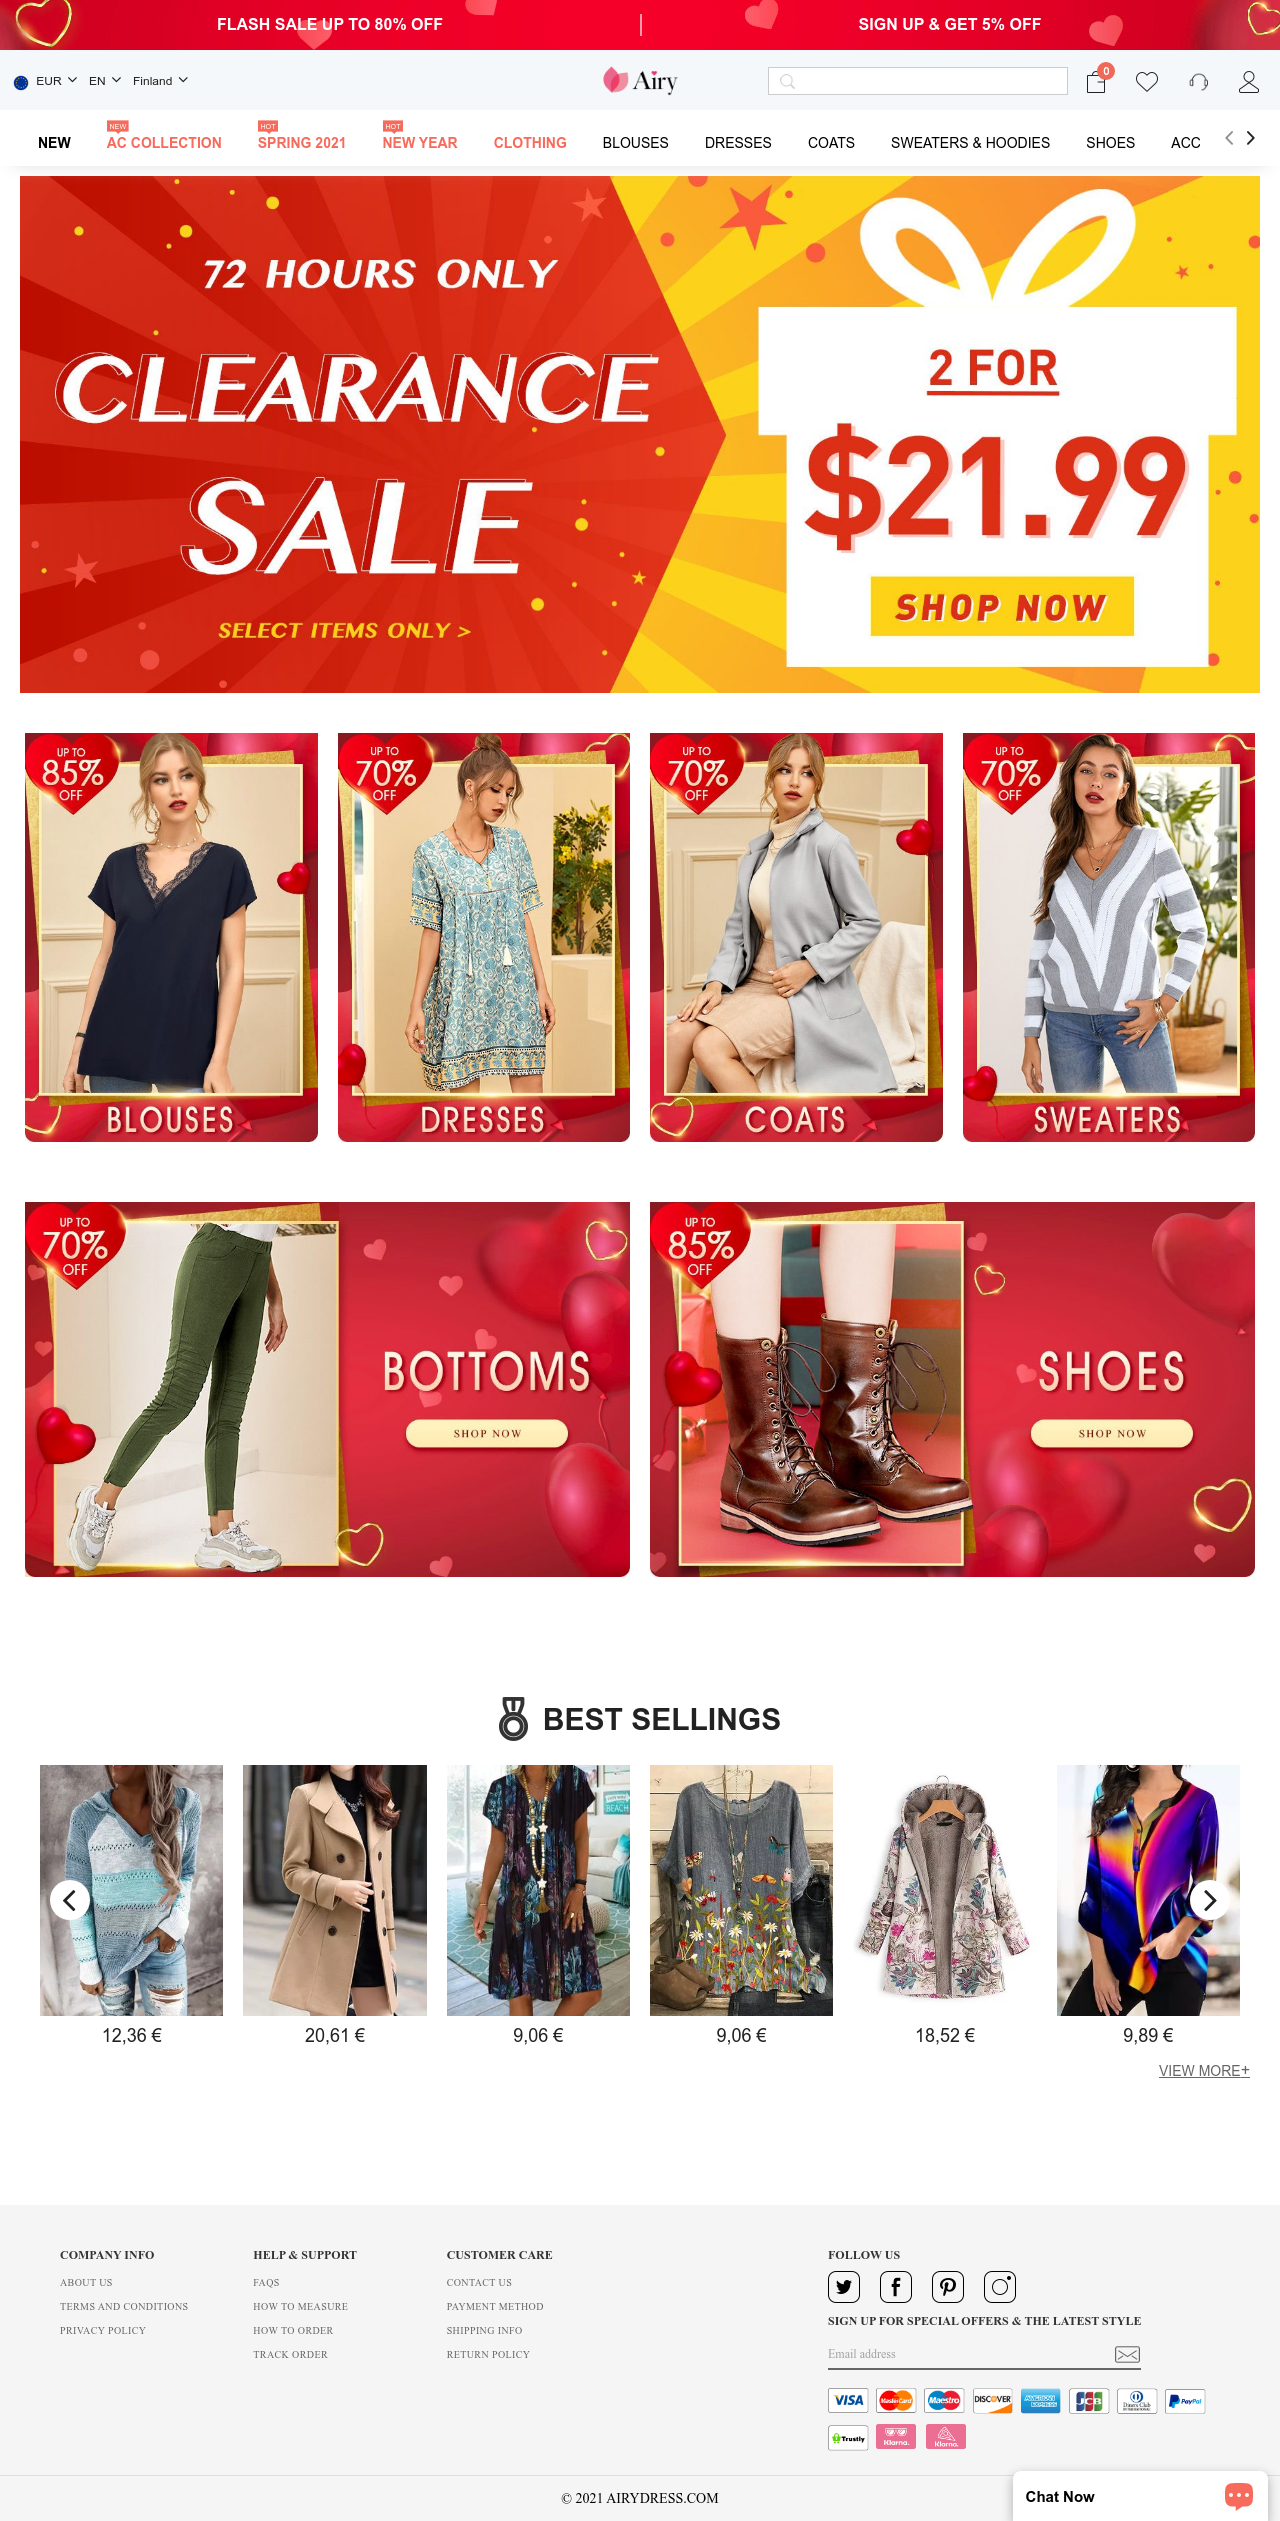 FLASH SALE UP TO 80% OFF
SIGN UP & GET 5% OFF
EUR EN Finland
Airy
0
NEW
NEW
AC COLLECTION
HOT
SPRING 2021
HOT
NEW YEAR
CLOTHING
BLOUSES
DRESSES
COATS
SWEATERS & HOODIES
SHOES
ACC
72 HOURS ONLY
CLEARANCE
SALE
SELECT ITEMS ONLY >
2 FOR
$21.99
SHOP NOW
UP TO
85%
OFF
BLOUSES
UP TO
70%
OFF
DRESSES
UP TO
70%
OFF
COATS
UP TO
70%
OFF
SWEATERS
UP TO
70%
OFF
BOTTOMS
SHOP NOW
UP TO
85%
OFF
SHOES
SHOP NOW
BEST SELLINGS
BEACH
12,36 €
20,61 €
9,06 €
9,06 €
18,52 €
9,89 €
VIEW MORE+
COMPANY INFO
ABOUT US
TERMS AND CONDITIONS
PRIVACY POLICY
HELP & SUPPORT
FAQS
HOW TO MEASURE
HOW TO ORDER
TRACK ORDER
CUSTOMER CARE
CONTACT US
PAYMENT METHOD
SHIPPING INFO
RETURN POLICY
FOLLOW US
SIGN UP FOR SPECIAL OFFERS & THE LATEST STYLE
Email address
VISA
MasterCard
Maestro
DISCOVER
AMERICAN EXPRESS
JCB
Diners Club
PayPal
Trustly
Klarna.
Klarna.
© 2021 AIRYDRESS.COM
Chat Now